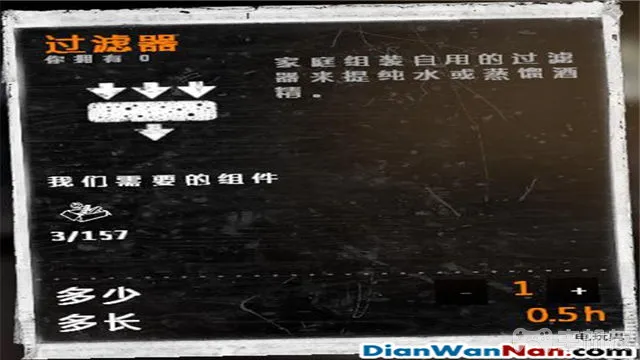 过滤器
你拥有 0
家庭组装自用的过滤
器来提纯水或蒸馏酒
精。
我们需要的组件
3/157
多少
- 1 +
多长
0.5h
DianWanNan.com